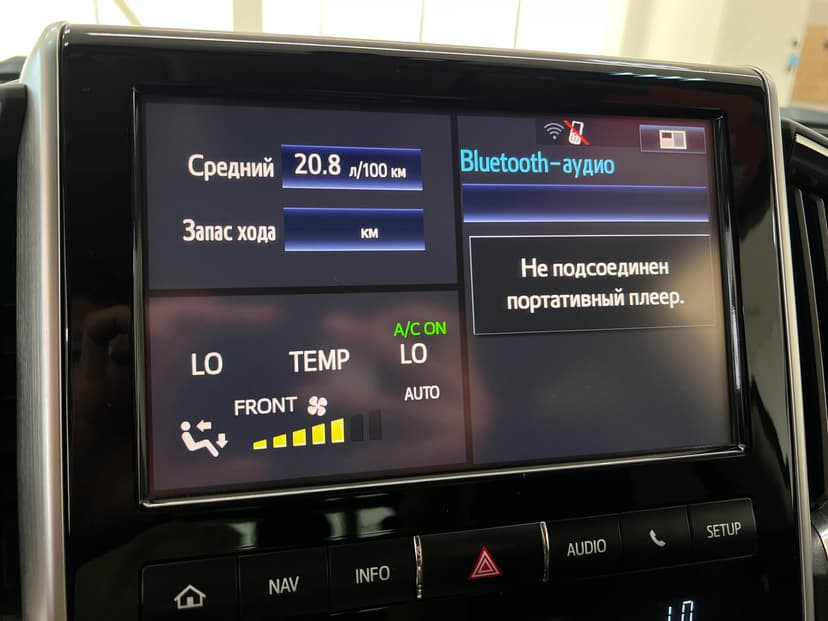 Средний 20.8 л/100 км
Запас хода км
Bluetooth-аудио
Не подсоединен
портативный плеер.
A/C ON
LO TEMP LO
FRONT AUTO
NAV INFO AUDIO SETUP
LO